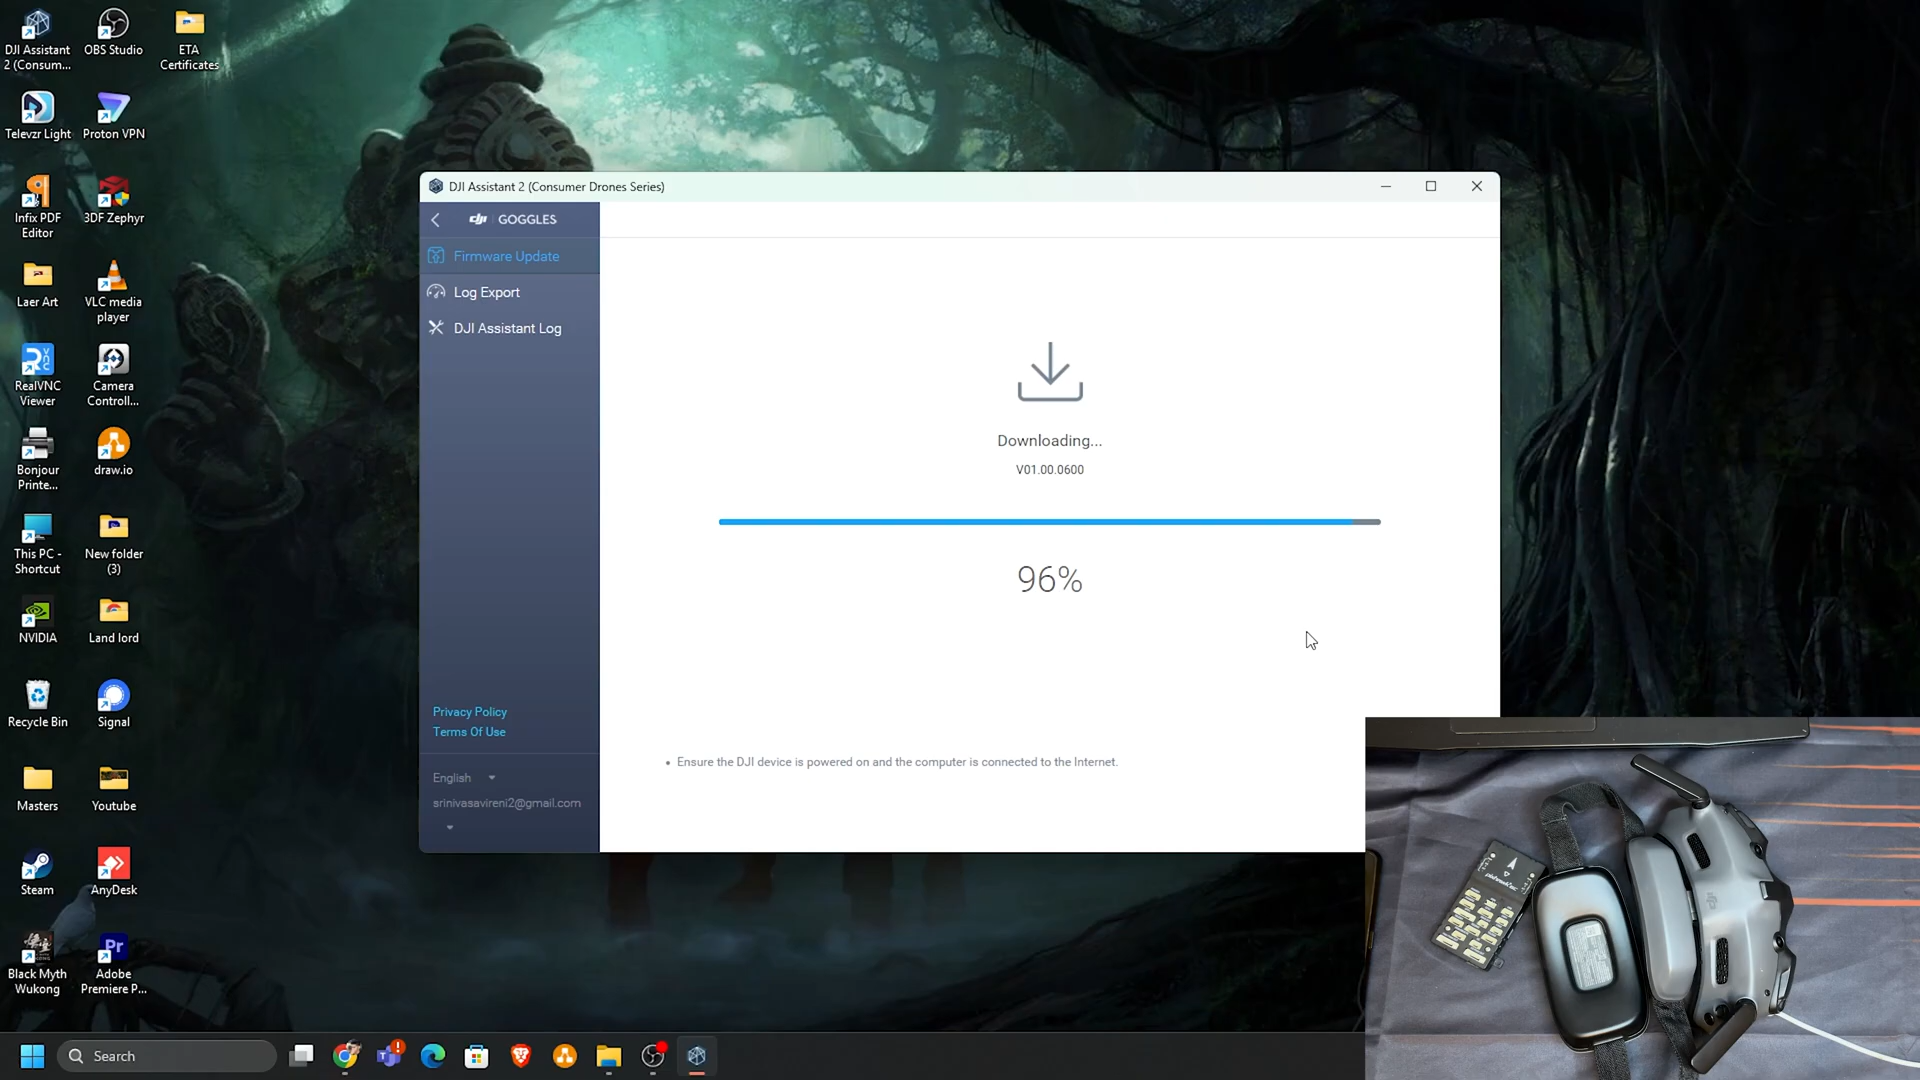 DJI Assistant
2 (Consum...
OBS Studio
ETA
Certificates
Televzr Light
Proton VPN
Infix PDF
Editor
3DF Zephyr
Laer Art
VLC media
player
RealVNC
Viewer
Camera
Controll...
Bonjour
Printe...
draw.io
This PC -
Shortcut
New folder
(3)
NVIDIA
Land lord
Recycle Bin
Signal
Masters
Youtube
Steam
AnyDesk
Black Myth
Wukong
Adobe
Premiere P...
DJI Assistant 2 (Consumer Drones Series)
dji GOGGLES
Firmware Update
Log Export
DJI Assistant Log
Privacy Policy
Terms Of Use
English
srinivasavireni2@gmail.com
Downloading...
V01.00.0600
96%
• Ensure the DJI device is powered on and the computer is connected to the Internet.
Search